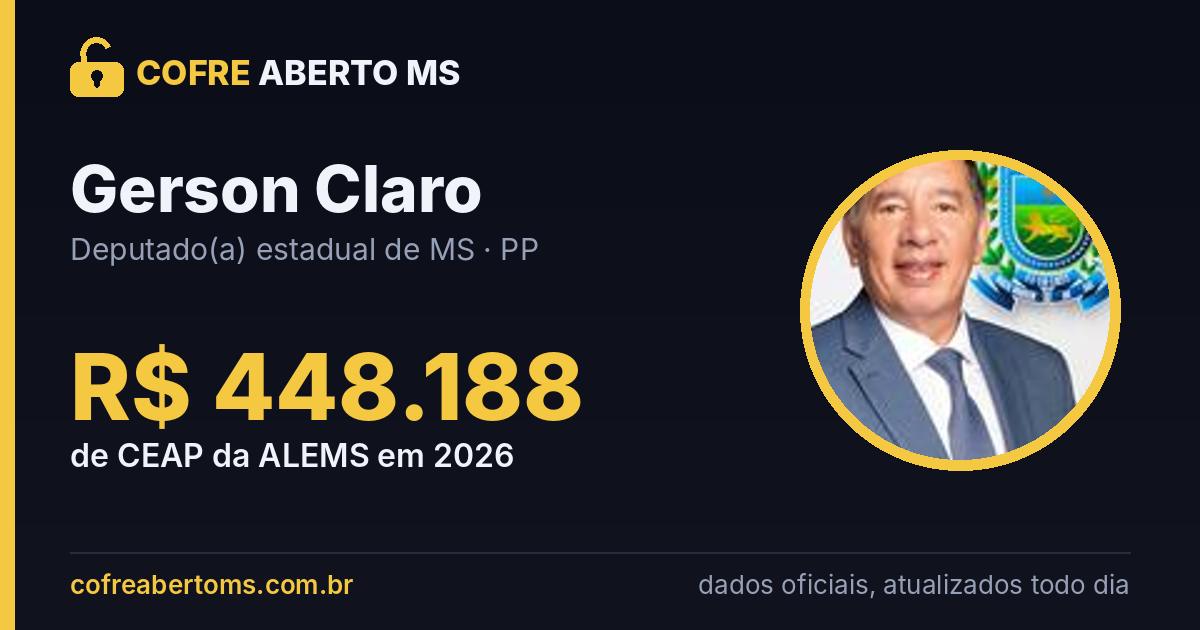 COFRE ABERTO MS
Gerson Claro
Deputado(a) estadual de MS · PP
R$ 448.188
de CEAP da ALEMS em 2026
cofreabertoms.com.br
dados oficiais, atualizados todo dia